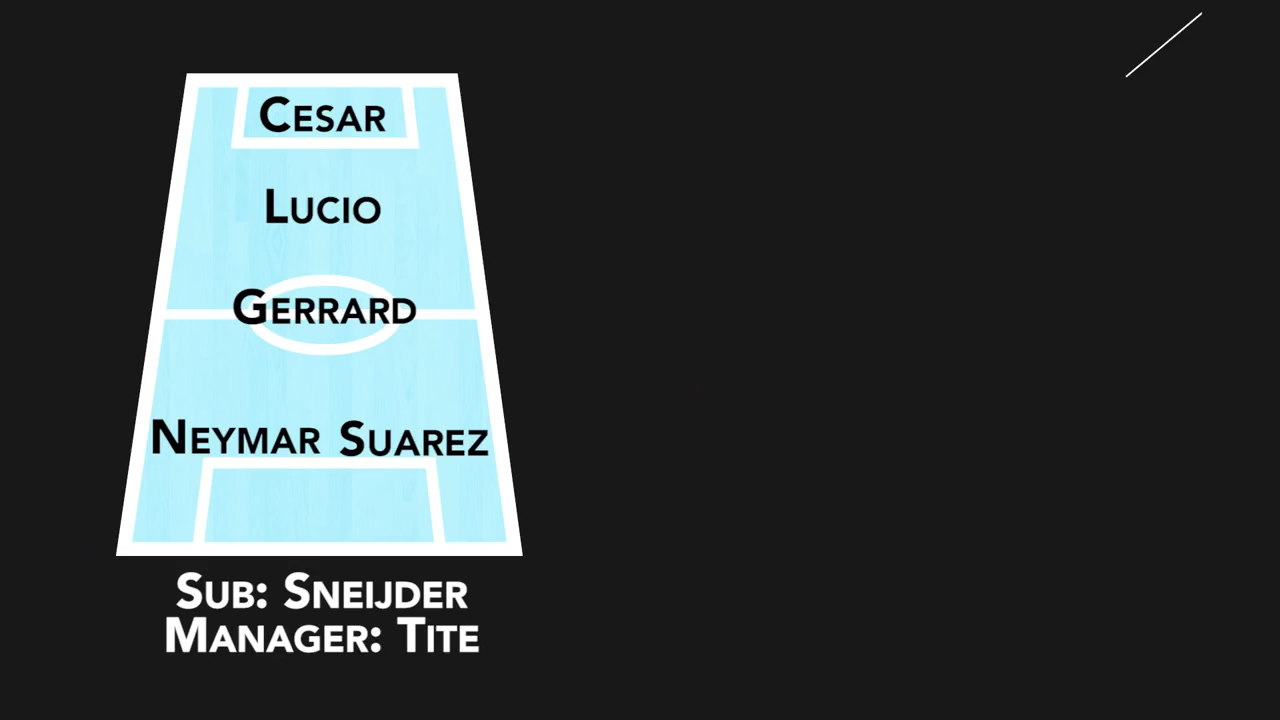 Cesar
Lucio
Gerrard
Neymar Suarez
Sub: Sneijder
Manager: Tite